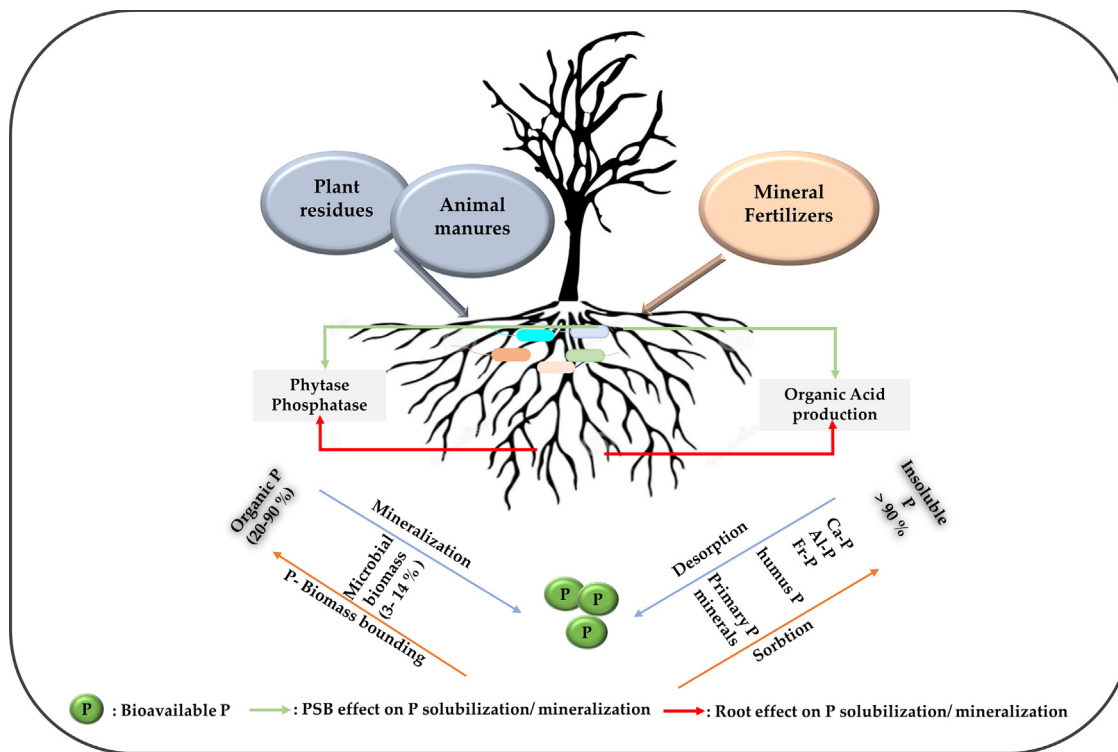 Plant
residues
Animal
manures
Mineral
Fertilizers
Phytase
Phosphatase
Organic Acid
production
Organic P
(20-90 %)
Mineralization
Microbial
biomass
(3- 14 %)
P- Biomass bounding
Insoluble
P
> 90 %
Desorption
Ca-P
Al-P
Fr-P
humus P
Primary P
minerals
Sorbtion
P
P
P
P
: Bioavailable P
: PSB effect on P solubilization/ mineralization
: Root effect on P solubilization/ mineralization